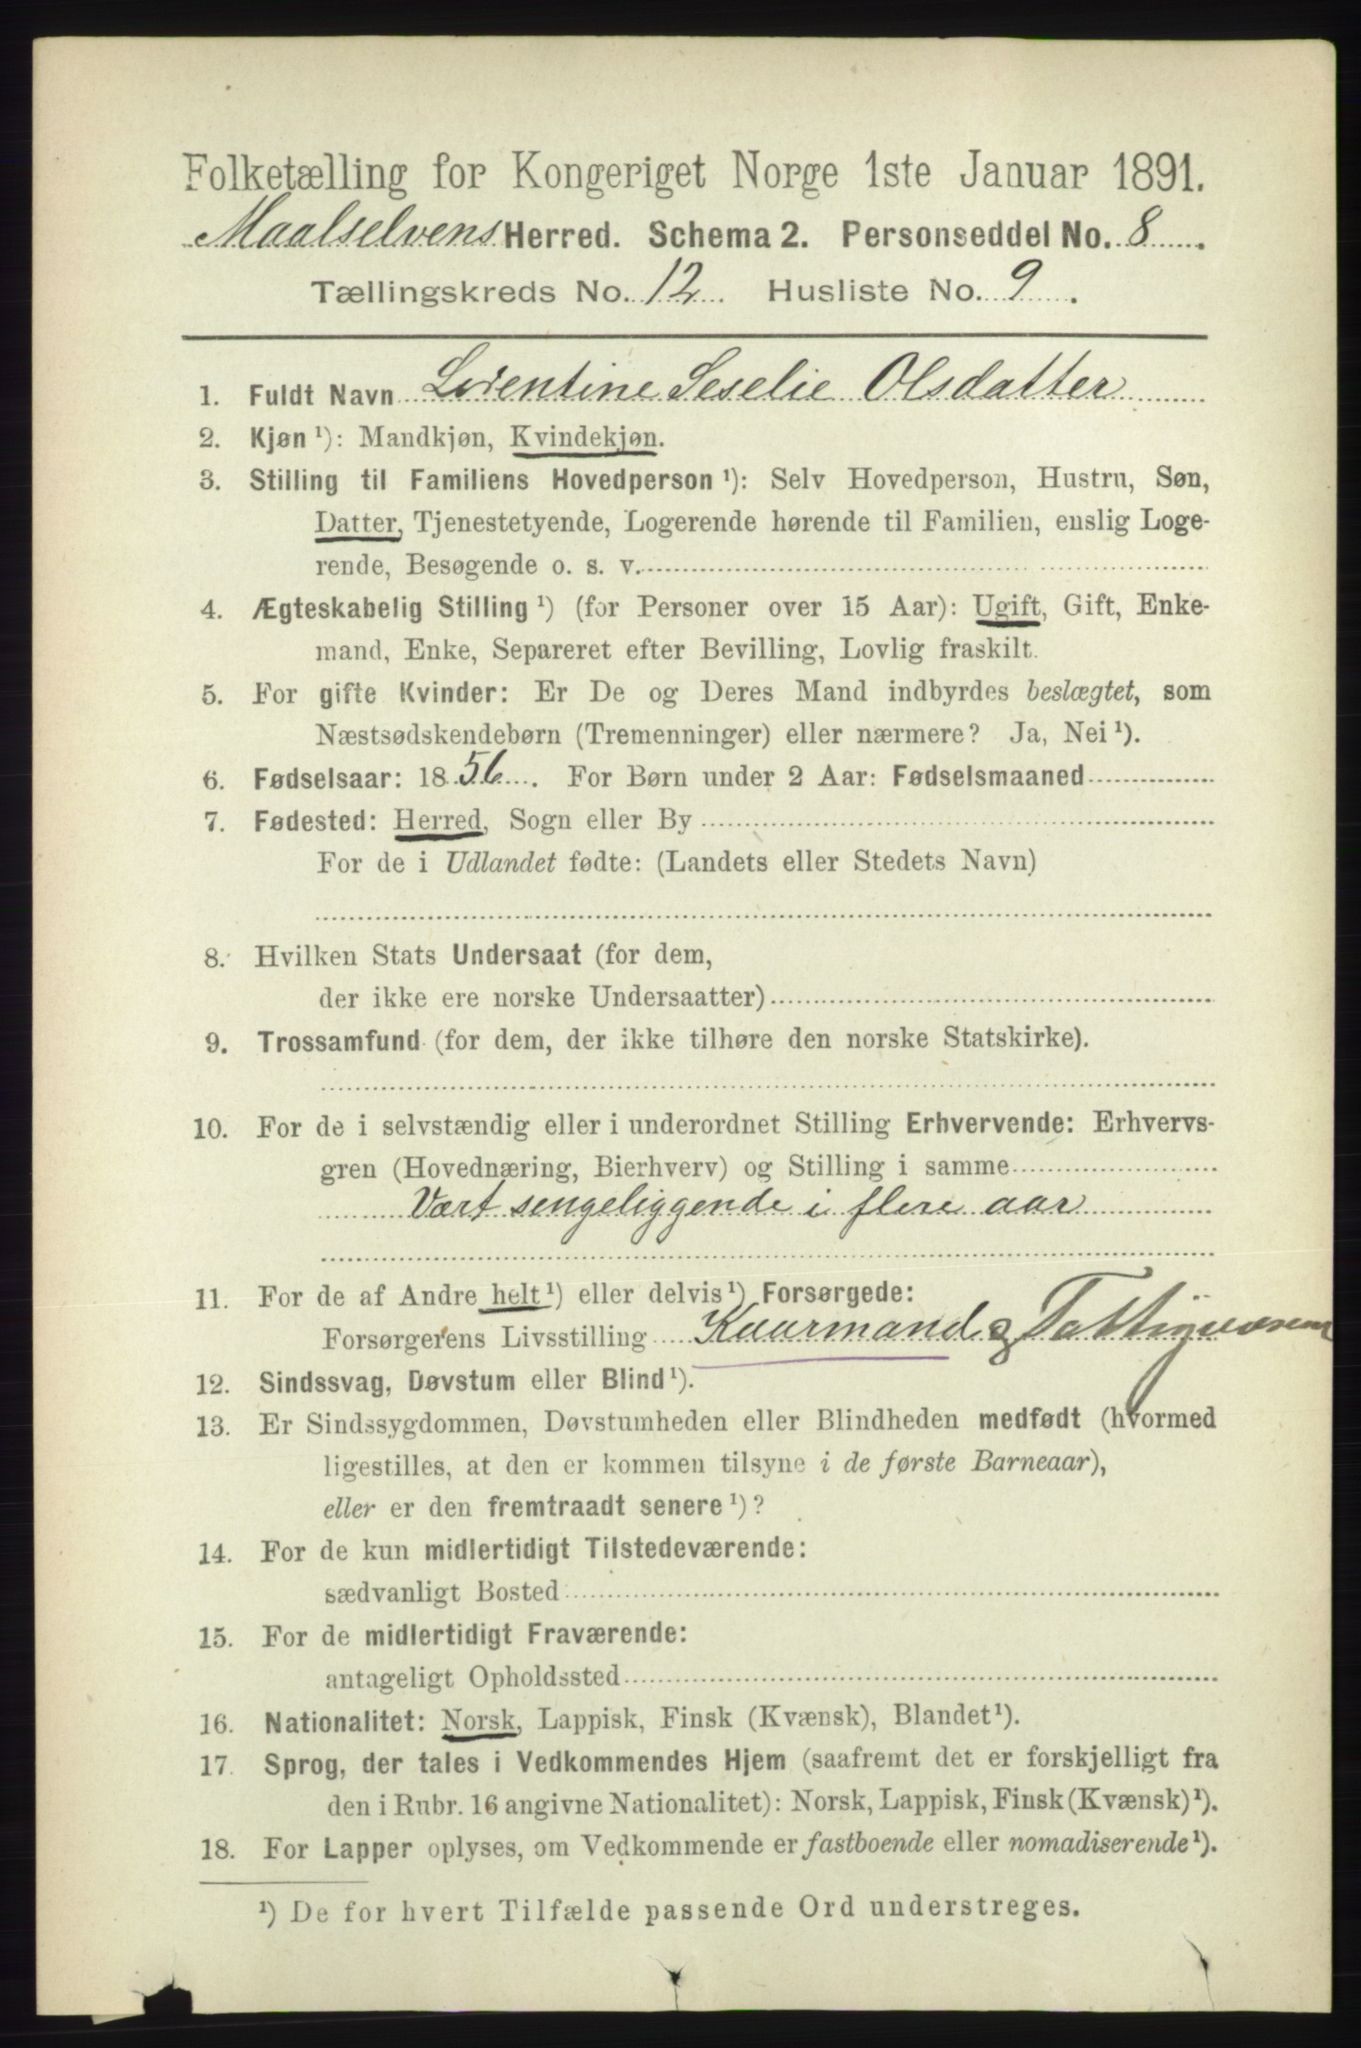 Folketælling for Kongeriget Norge 1ste Januar 1891.
Maalselvens Herred. Schema 2. Personseddel No. 8.
Tællingskreds No. 12. Husliste No. 9.
1. Fuldt Navn Lorentine Seselie Olsdatter
2. Kjøn ¹): Mandkjøn, Kvindekjøn.
3. Stilling til Familiens Hovedperson ¹): Selv Hovedperson, Hustru, Søn,
Datter, Tjenestetyende, Logerende hørende til Familien, enslig Loge-
rende, Besøgende o. s. v.
4. Ægteskabelig Stilling ¹) (for Personer over 15 Aar): Ugift, Gift, Enke-
mand, Enke, Separeret efter Bevilling, Lovlig fraskilt.
5. For gifte Kvinder: Er De og Deres Mand indbyrdes beslægtet, som
Næstsødskendebørn (Tremenninger) eller nærmere? Ja, Nei ¹).
6. Fødselsaar: 1856. For Børn under 2 Aar: Fødselsmaaned
7. Fødested: Herred, Sogn eller By
For de i Udlandet fødte: (Landets eller Stedets Navn)
8. Hvilken Stats Undersaat (for dem,
der ikke ere norske Undersaatter)
9. Trossamfund (for dem, der ikke tilhøre den norske Statskirke).
10. For de i selvstændig eller i underordnet Stilling Erhvervende: Erhvervs-
gren (Hovednæring, Bierhverv) og Stilling i samme
Vært sengeliggende i flere aar
11. For de af Andre helt ¹) eller delvis ¹) Forsørgede:
Forsørgerens Livsstilling Kaarmand og
12. Sindssvag, Døvstum eller Blind ¹).
13. Er Sindssygdommen, Døvstumheden eller Blindheden medfødt (hvormed
ligestilles, at den er kommen tilsyne i de første Barneaar),
eller er den fremtraadt senere ¹)?
14. For de kun midlertidigt Tilstedeværende:
sædvanligt Bosted
15. For de midlertidigt Fraværende:
antageligt Opholdssted
16. Nationalitet: Norsk, Lappisk, Finsk (Kvænsk), Blandet ¹).
17. Sprog, der tales i Vedkommendes Hjem (saafremt det er forskjelligt fra
den i Rubr. 16 angivne Nationalitet): Norsk, Lappisk, Finsk (Kvænsk) ¹).
18. For Lapper oplyses, om Vedkommende er fastboende eller nomadiserende ¹).
¹) De for hvert Tilfælde passende Ord understreges.